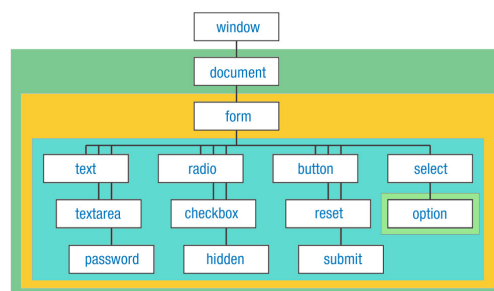 window
document
form
text radio button select
textarea checkbox reset option
password hidden submit